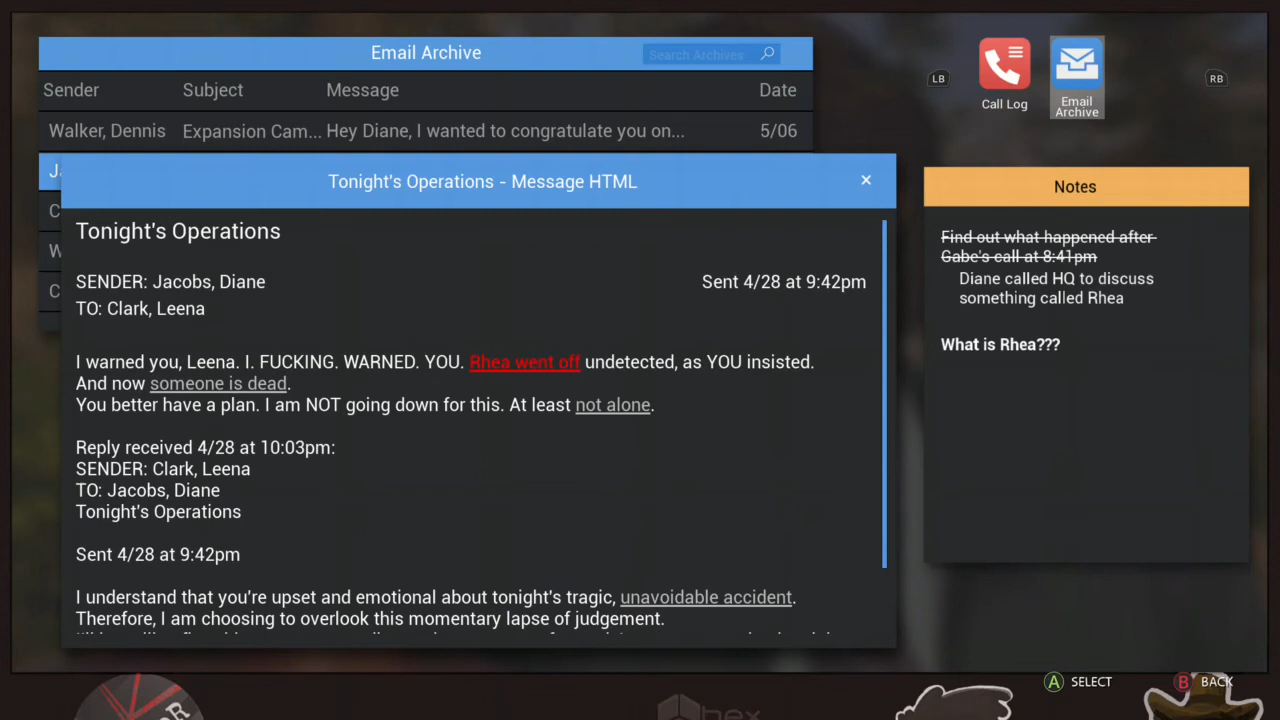 Email Archive
Search Archives
LB
Call Log
Email
Archive
RB
Sender Subject Message Date
Walker, Dennis Expansion Cam... Hey Diane, I wanted to congratulate you on... 5/06
Tonight's Operations - Message HTML
Tonight's Operations
SENDER: Jacobs, Diane Sent 4/28 at 9:42pm
TO: Clark, Leena
I warned you, Leena. I. FUCKING. WARNED. YOU. Rhea went off undetected, as YOU insisted.
And now someone is dead.
You better have a plan. I am NOT going down for this. At least not alone.
Reply received 4/28 at 10:03pm:
SENDER: Clark, Leena
TO: Jacobs, Diane
Tonight's Operations
Sent 4/28 at 9:42pm
I understand that you're upset and emotional about tonight's tragic, unavoidable accident.
Therefore, I am choosing to overlook this momentary lapse of judgement.
Notes
Find out what happened after
Gabe's call at 8:41pm
Diane called HQ to discuss
something called Rhea
What is Rhea???
A SELECT
B BACK
hex